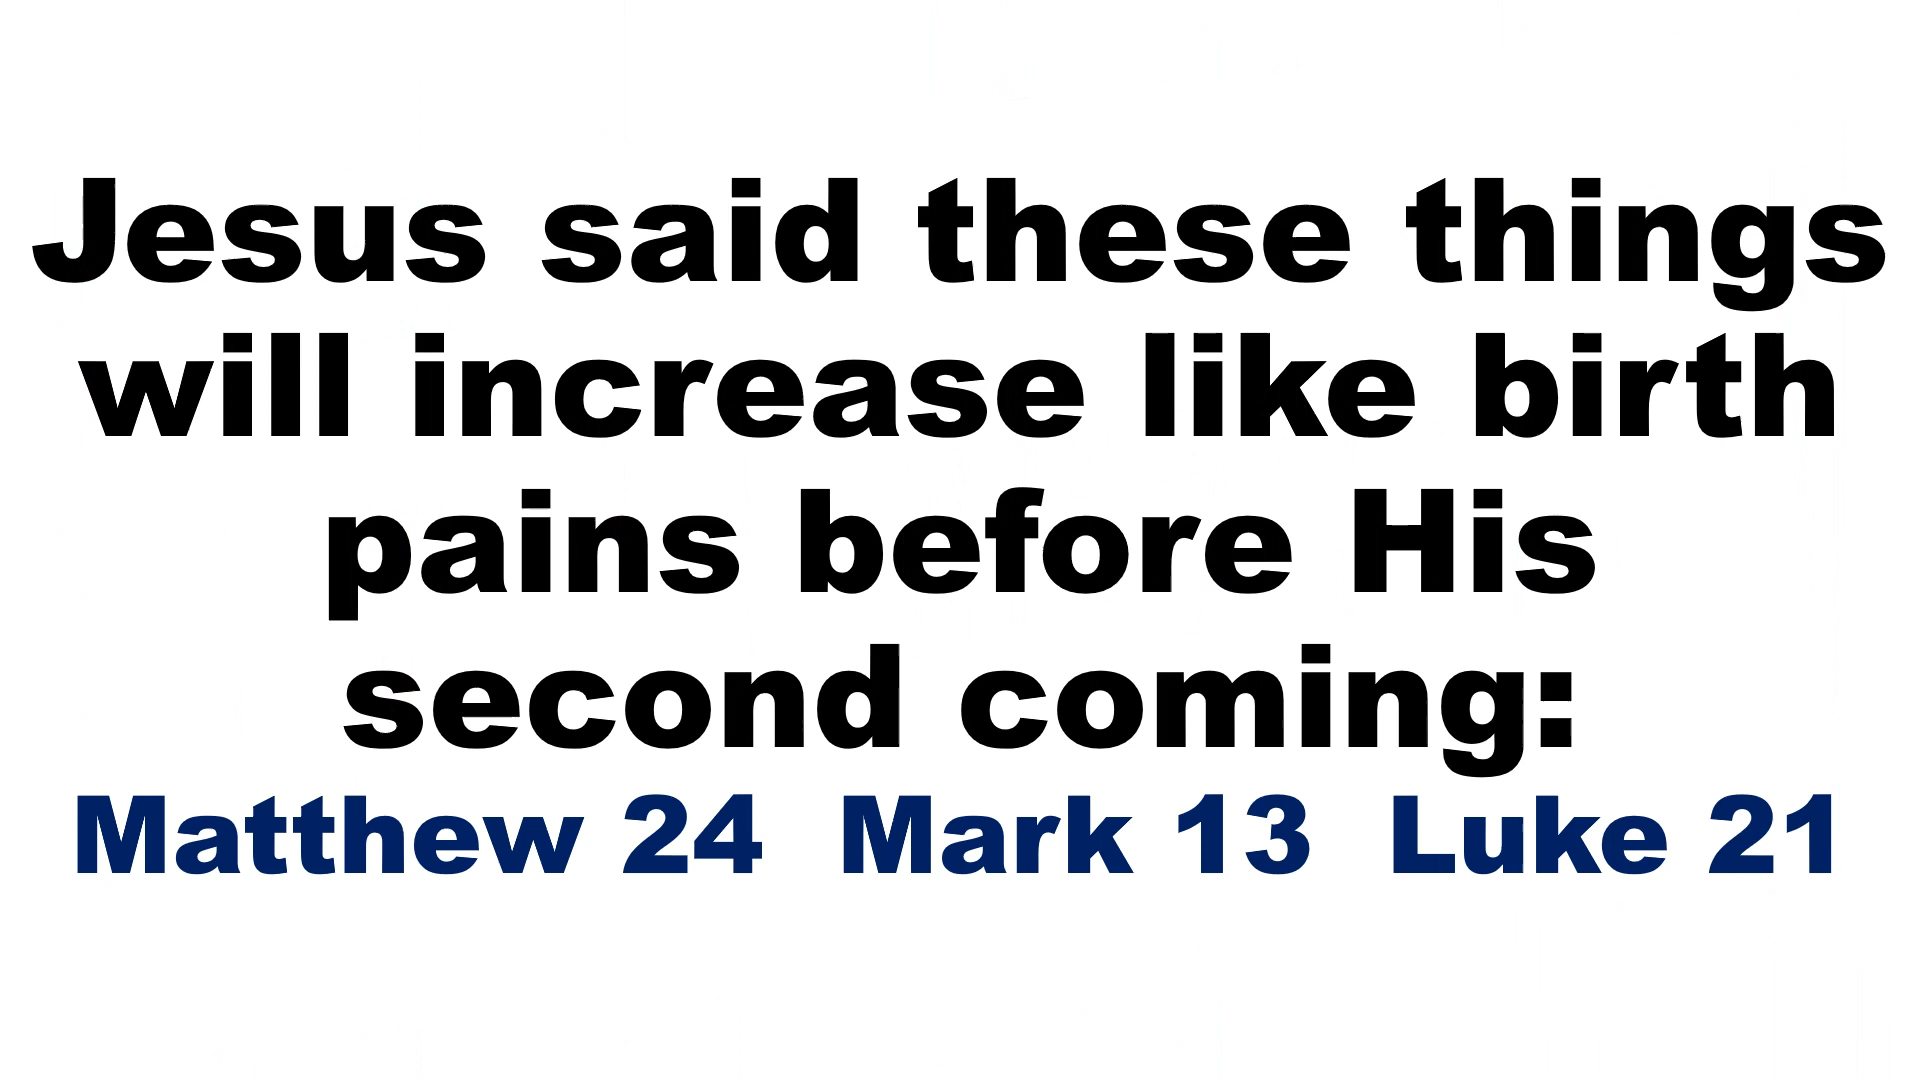 Jesus said these things
will increase like birth
pains before His
second coming:
Matthew 24  Mark 13  Luke 21